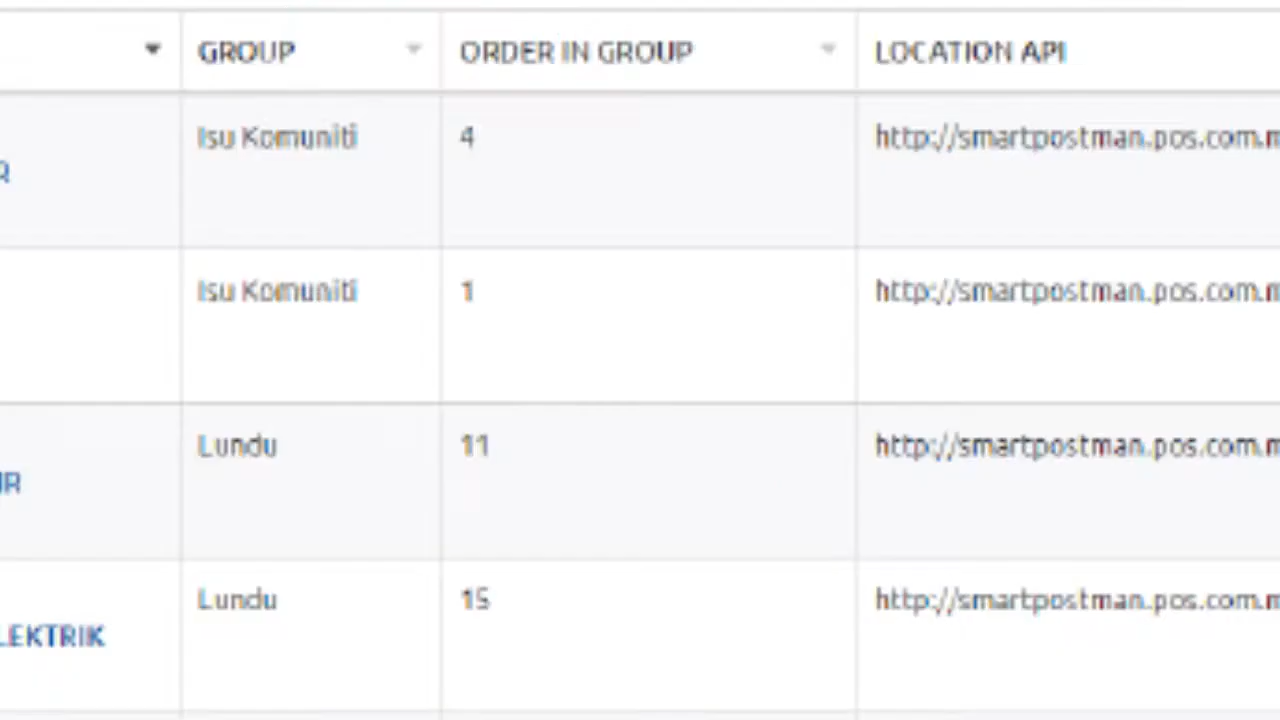 GROUP ORDER IN GROUP LOCATION API
Isu Komuniti 4 http://smartpostman.pos.com.m
R
Isu Komuniti 1 http://smartpostman.pos.com.m
Lundu 11 http://smartpostman.pos.com.m
IR
Lundu 15 http://smartpostman.pos.com.m
LEKTRIK